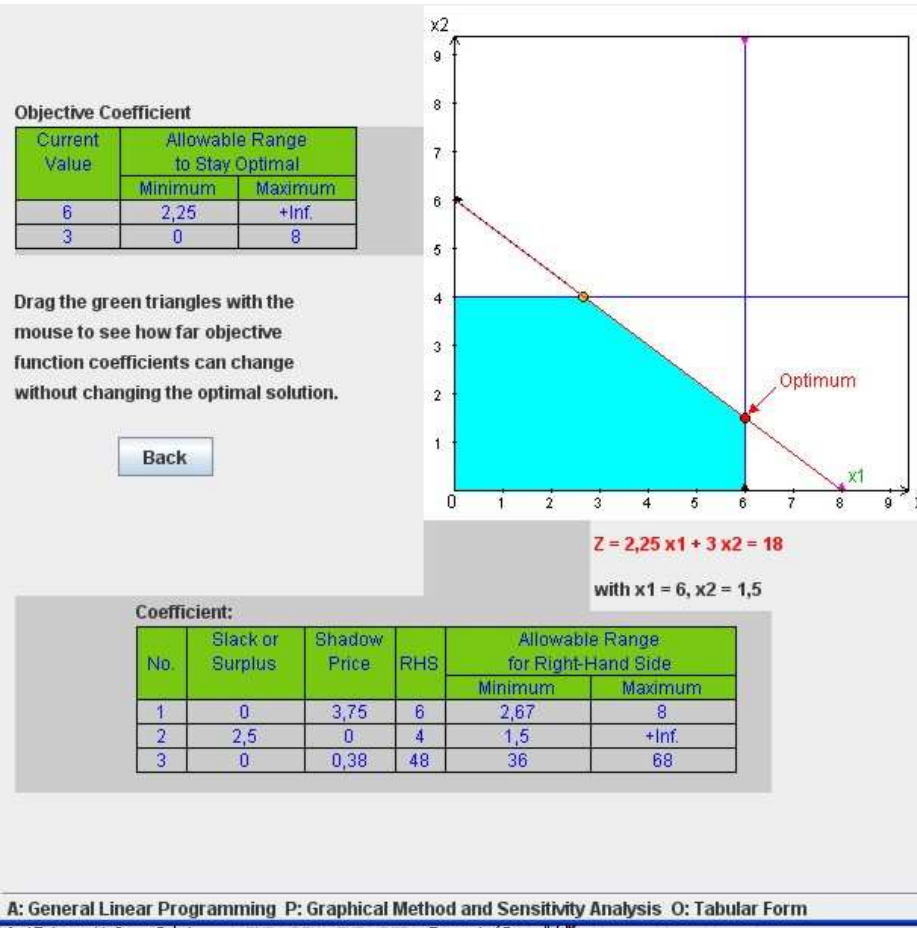 Objective Coefficient
Current Value Allowable Range to Stay Optimal
Minimum Maximum
6 2,25 +Inf.
3 0 8
Drag the green triangles with the
mouse to see how far objective
function coefficients can change
without changing the optimal solution.
Back
x2
9
8
7
6
5
4
3
2
1
0 1 2 3 4 5 6 7 8 9
Optimum
x1
Z = 2,25 x1 + 3 x2 = 18
with x1 = 6, x2 = 1,5
Coefficient:
No. Slack or Surplus Shadow Price RHS Allowable Range for Right-Hand Side
Minimum Maximum
1 0 3,75 6 2,67 8
2 2,5 0 4 1,5 +Inf.
3 0 0,38 48 36 68
A: General Linear Programming P: Graphical Method and Sensitivity Analysis O: Tabular Form